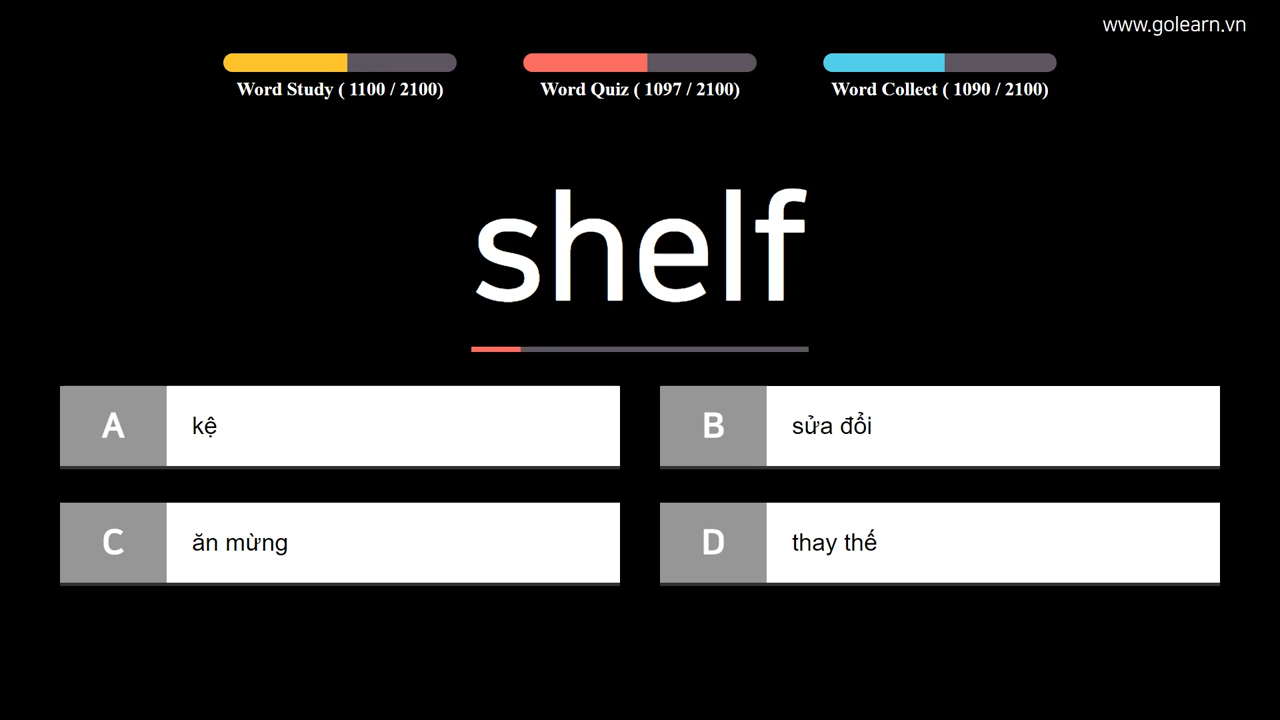 www.golearn.vn
Word Study ( 1100 / 2100)
Word Quiz ( 1097 / 2100)
Word Collect ( 1090 / 2100)
shelf
A kệ
B sửa đổi
C ăn mừng
D thay thế